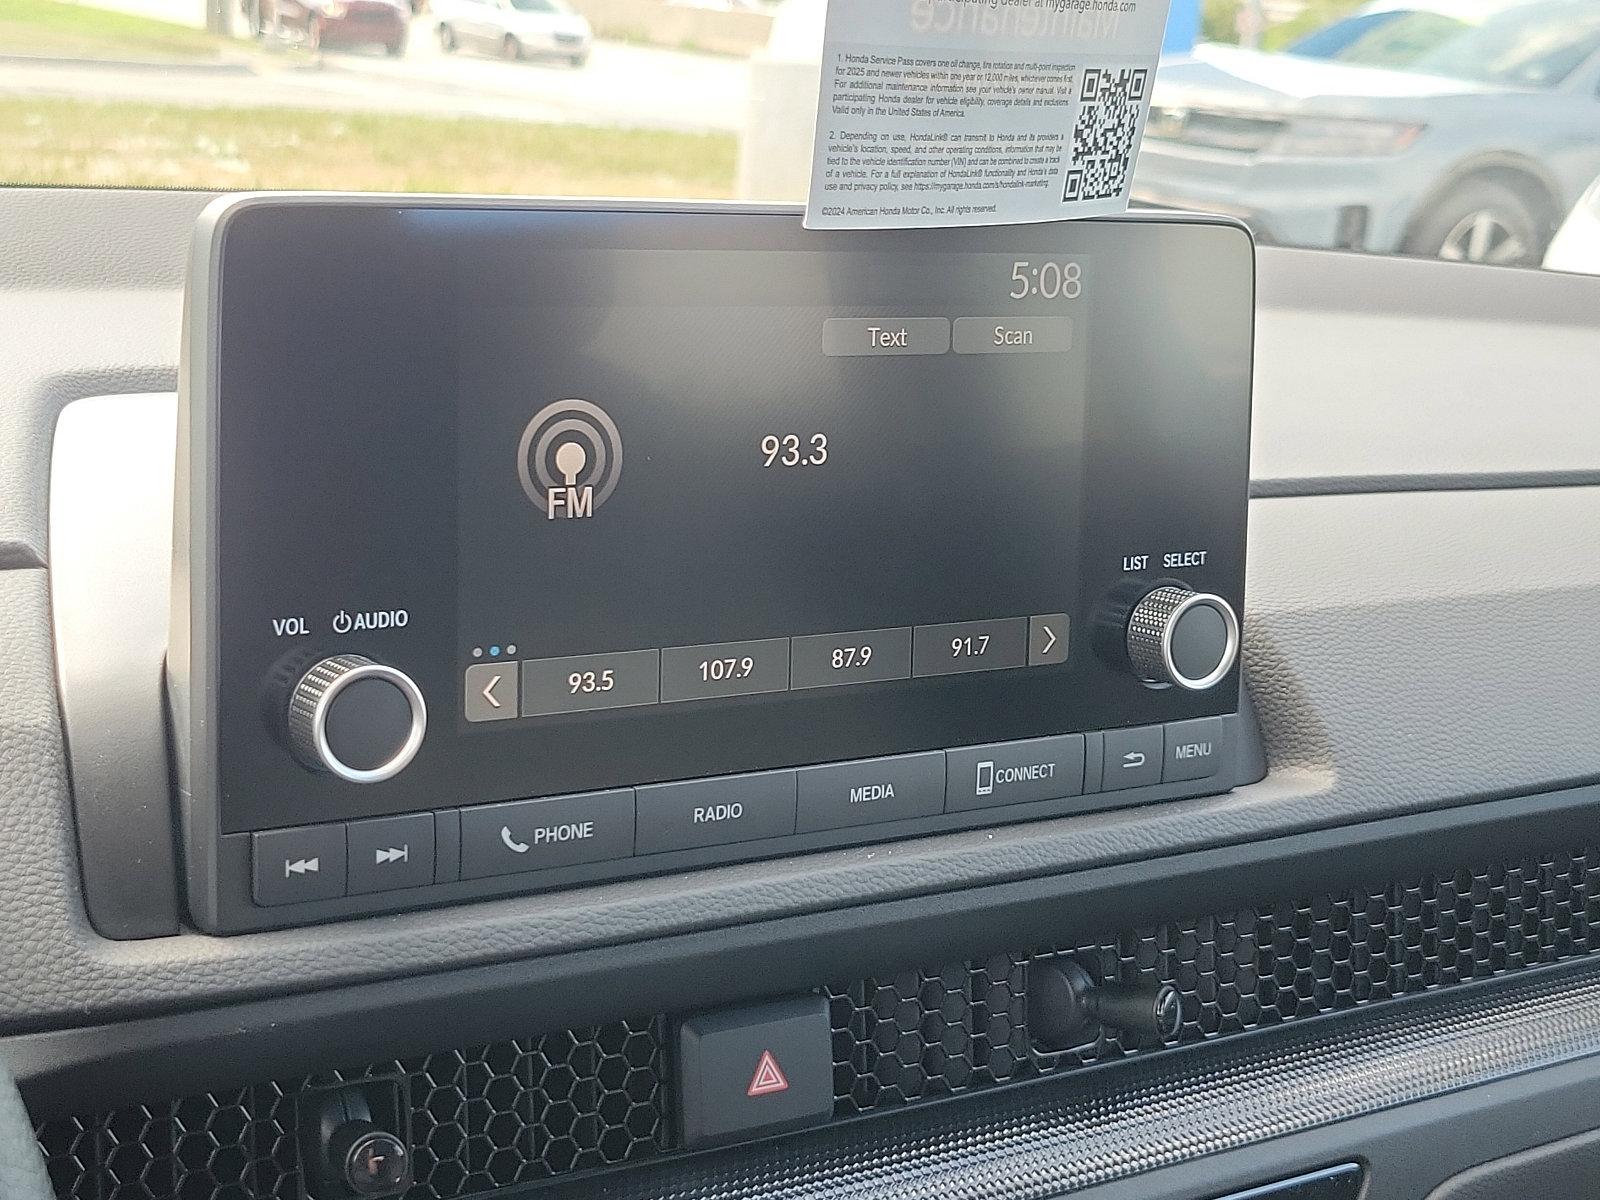 participating dealer at mygarage.honda.com
Maintenance
1. Honda Service Pass covers one oil change, tire rotation and multi-point inspection
for 2025 and newer vehicles within one year or 12,000 miles, whichever comes first.
For additional maintenance information see your vehicle's owner manual. Visit a
participating Honda dealer for vehicle eligibility, coverage details and exclusions
Valid only in the United States of America.
2. Depending on use, HondaLink® can transmit to Honda and its providers a
vehicle's location, speed, and other operating conditions, information that may be
tied to the vehicle identification number (VIN) and can be combined to create a track
of a vehicle. For a full explanation of HondaLink® functionality and Honda's data
use and privacy policy, see https://mygarage.honda.com/s/hondalink-marketing.
©2024 American Honda Motor Co., Inc. All rights reserved.
5:08
Text Scan
93.3
FM
LIST SELECT
VOL AUDIO
93.5 107.9 87.9 91.7
PHONE RADIO MEDIA CONNECT MENU